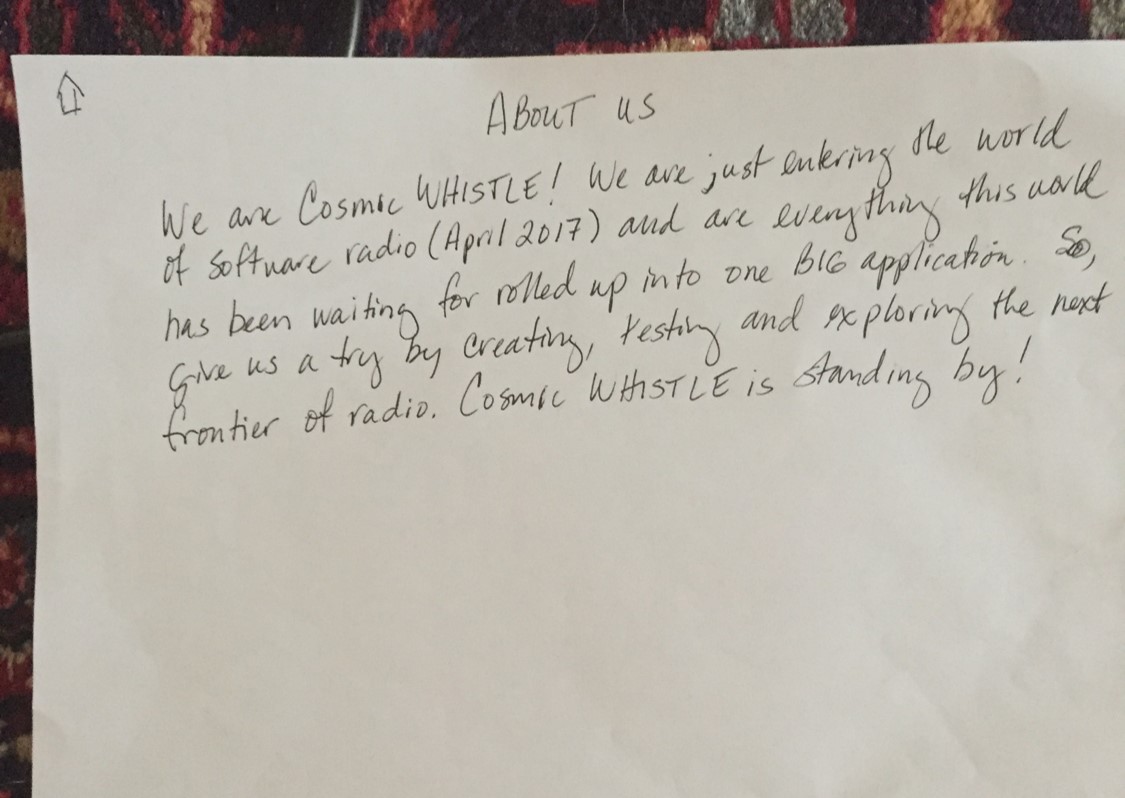 ABOUT US
We are Cosmic WHISTLE! We are just entering the world
of software radio (April 2017) and are everything this world
has been waiting for rolled up into one BIG application. So,
give us a try by creating, testing and exploring the next
frontier of radio. Cosmic WHISTLE is standing by!